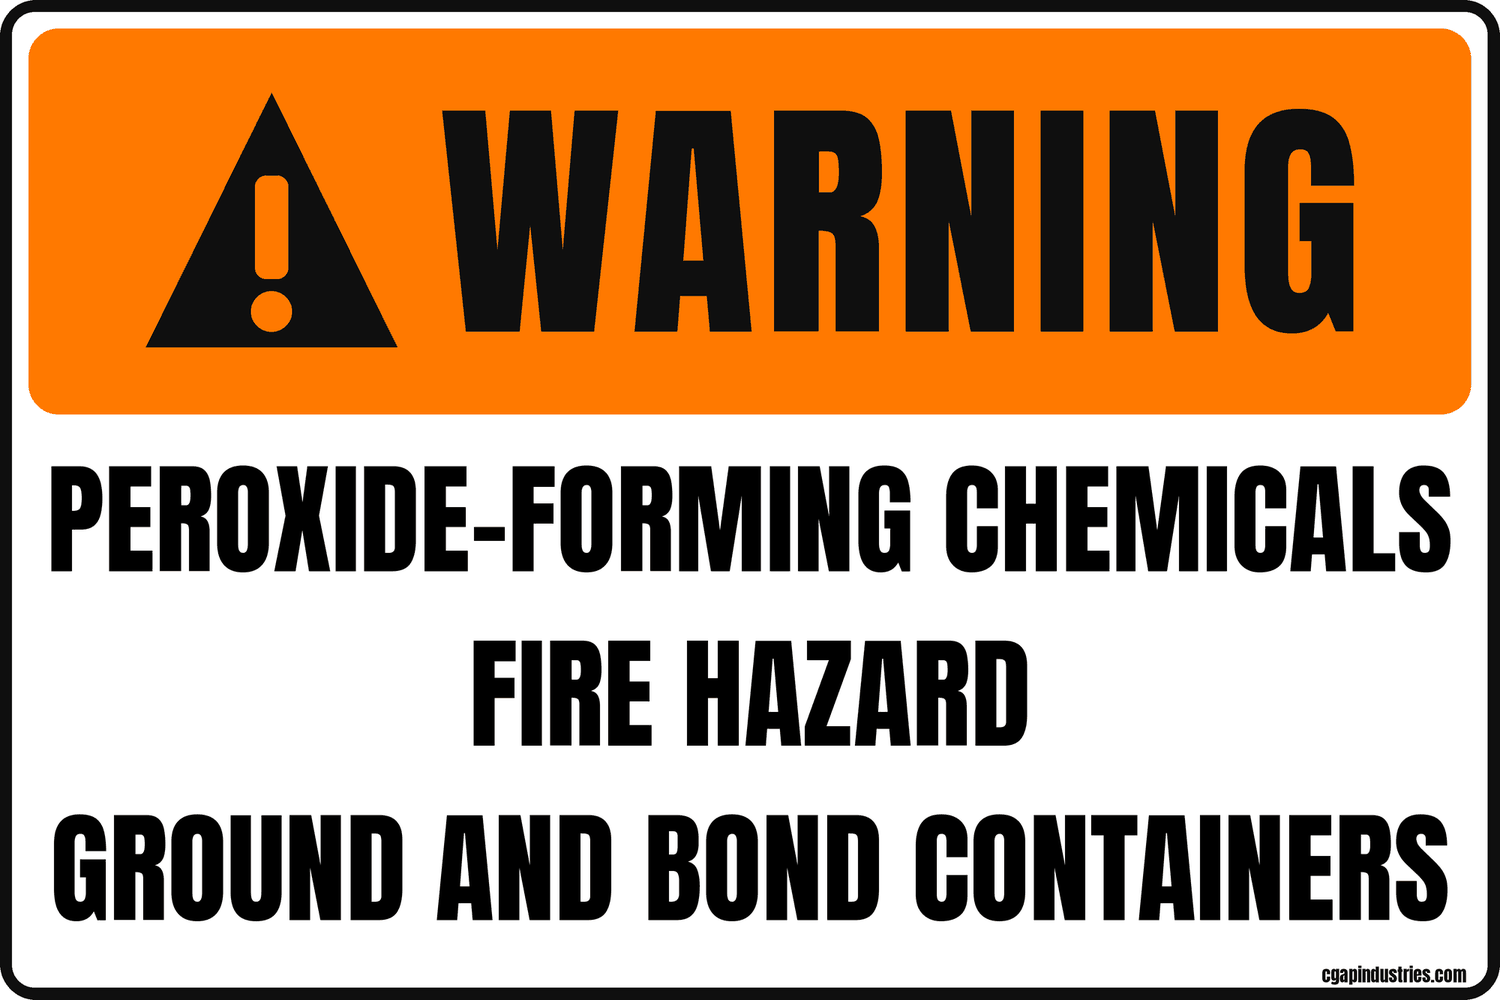 WARNING
PEROXIDE-FORMING CHEMICALS
FIRE HAZARD
GROUND AND BOND CONTAINERS
cgapindustries.com